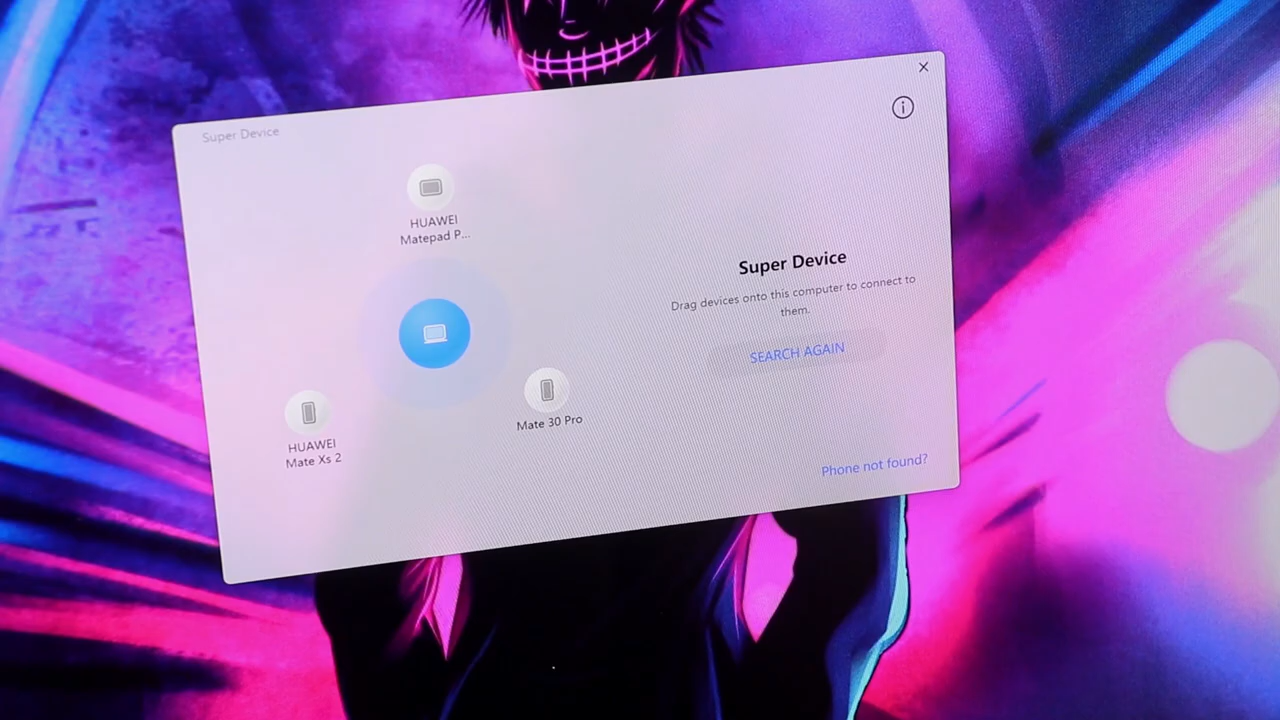 Super Device
HUAWEI
Matepad P...
HUAWEI
Mate Xs 2
Mate 30 Pro
Super Device
Drag devices onto this computer to connect to
them.
SEARCH AGAIN
Phone not found?